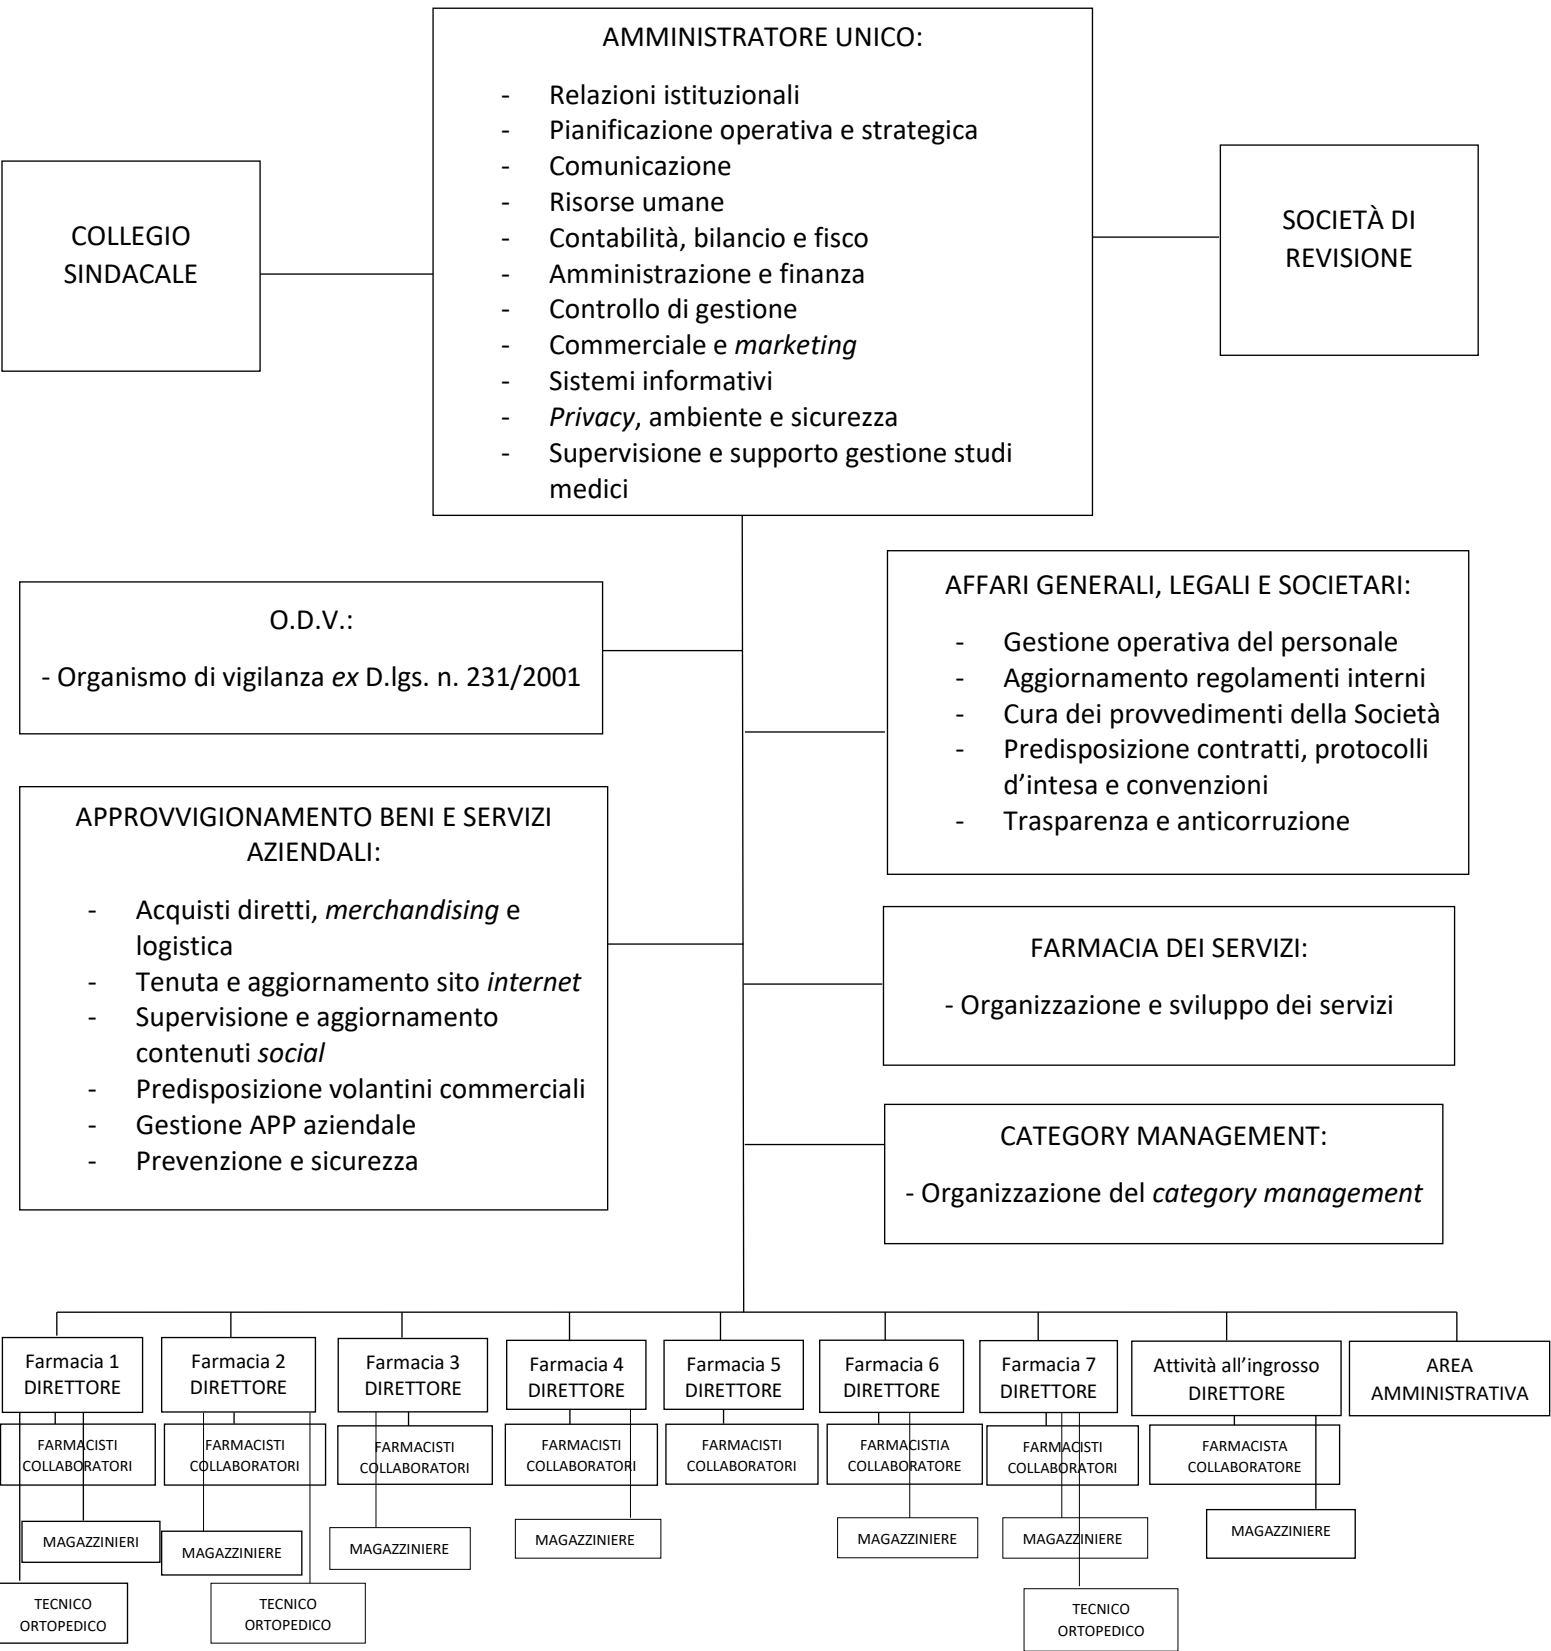 AMMINISTRATORE UNICO:
- Relazioni istituzionali
- Pianificazione operativa e strategica
- Comunicazione
- Risorse umane
- Contabilità, bilancio e fisco
- Amministrazione e finanza
- Controllo di gestione
- Commerciale e marketing
- Sistemi informativi
- Privacy, ambiente e sicurezza
- Supervisione e supporto gestione studi
medici
COLLEGIO
SINDACALE
SOCIETÀ DI
REVISIONE
O.D.V.:
- Organismo di vigilanza ex D.lgs. n. 231/2001
AFFARI GENERALI, LEGALI E SOCIETARI:
- Gestione operativa del personale
- Aggiornamento regolamenti interni
- Cura dei provvedimenti della Società
- Predisposizione contratti, protocolli
d’intesa e convenzioni
- Trasparenza e anticorruzione
APPROVVIGIONAMENTO BENI E SERVIZI
AZIENDALI:
- Acquisti diretti, merchandising e
logistica
- Tenuta e aggiornamento sito internet
- Supervisione e aggiornamento
contenuti social
- Predisposizione volantini commerciali
- Gestione APP aziendale
- Prevenzione e sicurezza
FARMACIA DEI SERVIZI:
- Organizzazione e sviluppo dei servizi
CATEGORY MANAGEMENT:
- Organizzazione del category management
Farmacia 1
DIRETTORE
Farmacia 2
DIRETTORE
Farmacia 3
DIRETTORE
Farmacia 4
DIRETTORE
Farmacia 5
DIRETTORE
Farmacia 6
DIRETTORE
Farmacia 7
DIRETTORE
Attività all’ingrosso
DIRETTORE
AREA
AMMINISTRATIVA
FARMACISTI
COLLABORATORI
FARMACISTI
COLLABORATORI
FARMACISTI
COLLABORATORI
FARMACISTI
COLLABORATORI
FARMACISTI
COLLABORATORI
FARMACISTIA
COLLABORATORE
FARMACISTI
COLLABORATORI
FARMACISTA
COLLABORATORE
MAGAZZINIERI
MAGAZZINIERE
MAGAZZINIERE
MAGAZZINIERE
MAGAZZINIERE
MAGAZZINIERE
MAGAZZINIERE
TECNICO
ORTOPEDICO
TECNICO
ORTOPEDICO
TECNICO
ORTOPEDICO